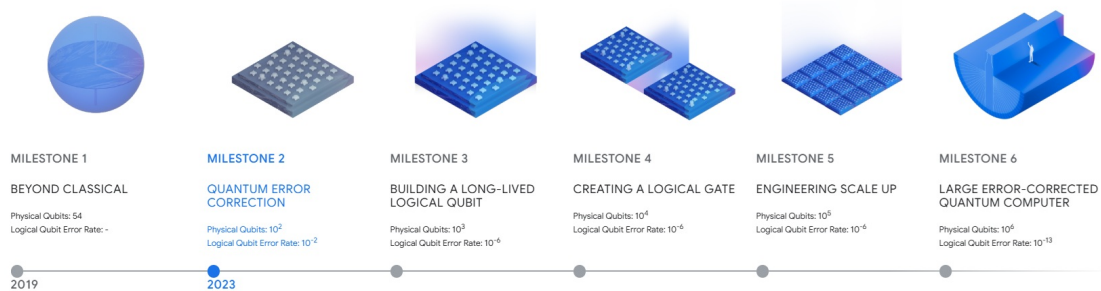 MILESTONE 1
BEYOND CLASSICAL
Physical Qubits: 54
Logical Qubit Error Rate: -
2019
MILESTONE 2
QUANTUM ERROR
CORRECTION
Physical Qubits: 10²
Logical Qubit Error Rate: 10⁻²
2023
MILESTONE 3
BUILDING A LONG-LIVED
LOGICAL QUBIT
Physical Qubits: 10³
Logical Qubit Error Rate: 10⁻⁶
MILESTONE 4
CREATING A LOGICAL GATE
Physical Qubits: 10⁴
Logical Qubit Error Rate: 10⁻⁶
MILESTONE 5
ENGINEERING SCALE UP
Physical Qubits: 10⁵
Logical Qubit Error Rate: 10⁻⁶
MILESTONE 6
LARGE ERROR-CORRECTED
QUANTUM COMPUTER
Physical Qubits: 10⁶
Logical Qubit Error Rate: 10⁻¹³